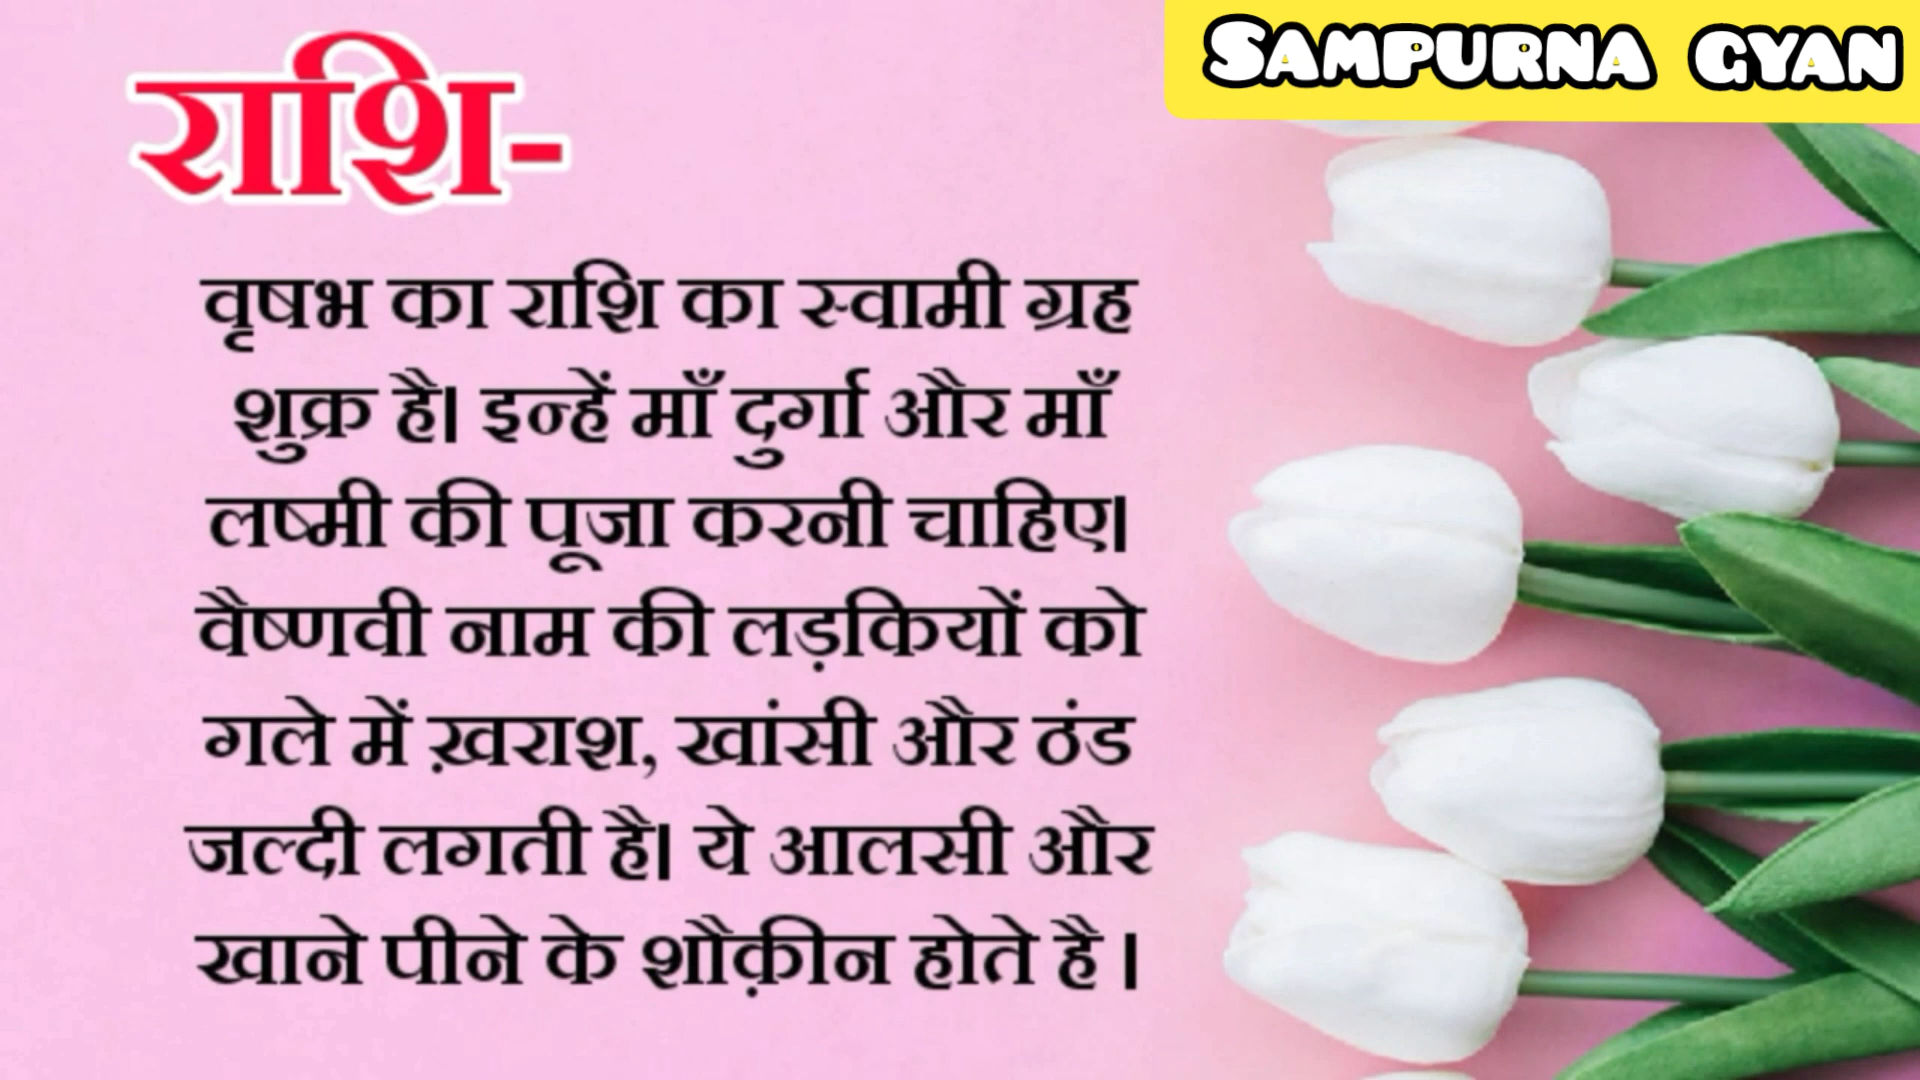 SAMPURNA GYAN
राशि-
वृषभ का राशि का स्वामी ग्रह
शुक्र है। इन्हें माँ दुर्गा और माँ
लष्मी की पूजा करनी चाहिए।
वैष्णवी नाम की लड़कियों को
गले में ख़राश, खांसी और ठंड
जल्दी लगती है। ये आलसी और
खाने पीने के शौक़ीन होते है ।